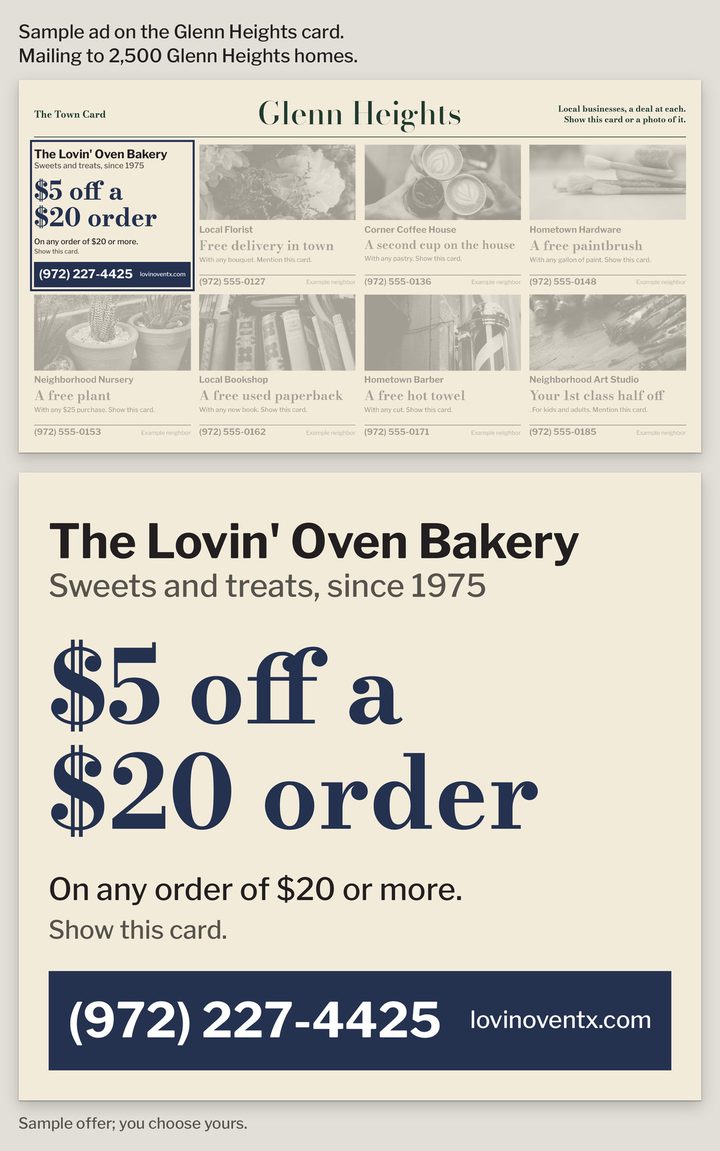 Sample ad on the Glenn Heights card.
Mailing to 2,500 Glenn Heights homes.
The Town Card
Glenn Heights
Local businesses, a deal at each.
Show this card or a photo of it.
The Lovin' Oven Bakery
Sweets and treats, since 1975
$5 off a
$20 order
On any order of $20 or more.
Show this card.
(972) 227-4425 lovinoventx.com
Local Florist
Free delivery in town
With any bouquet. Mention this card.
(972) 555-0127 Example neighbor
Corner Coffee House
A second cup on the house
With any pastry. Show this card.
(972) 555-0136 Example neighbor
Hometown Hardware
A free paintbrush
With any gallon of paint. Show this card.
(972) 555-0148 Example neighbor
Neighborhood Nursery
A free plant
With any $25 purchase. Show this card.
(972) 555-0153 Example neighbor
Local Bookshop
A free used paperback
With any new book. Show this card.
(972) 555-0162 Example neighbor
Hometown Barber
A free hot towel
With any cut. Show this card.
(972) 555-0171 Example neighbor
Neighborhood Art Studio
Your 1st class half off
For kids and adults. Mention this card.
(972) 555-0185 Example neighbor
The Lovin' Oven Bakery
Sweets and treats, since 1975
$5 off a
$20 order
On any order of $20 or more.
Show this card.
(972) 227-4425 lovinoventx.com
Sample offer; you choose yours.